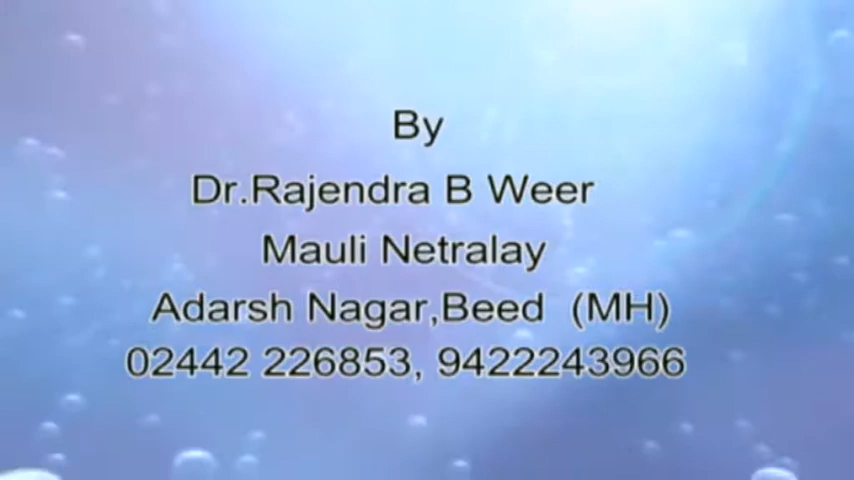 By
Dr.Rajendra B Weer
Mauli Netralay
Adarsh Nagar,Beed (MH)
02442 226853, 9422243966